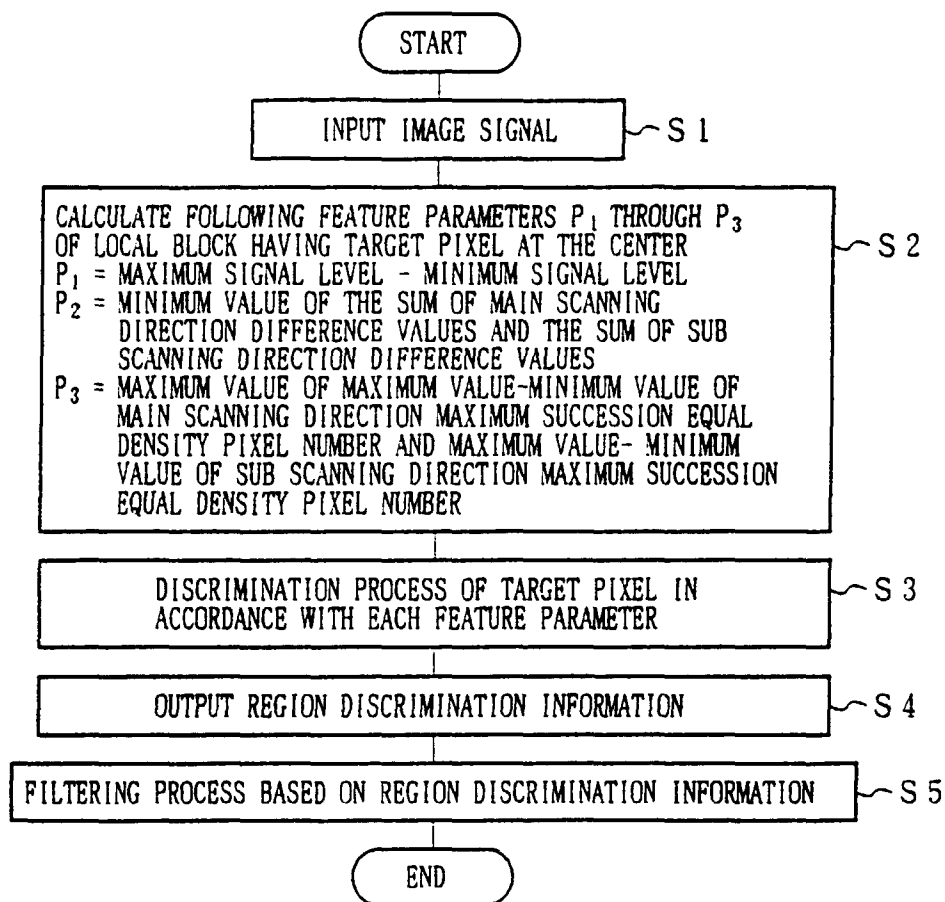 START
INPUT IMAGE SIGNAL
S 1
CALCULATE FOLLOWING FEATURE PARAMETERS P1 THROUGH P3
OF LOCAL BLOCK HAVING TARGET PIXEL AT THE CENTER
P1 = MAXIMUM SIGNAL LEVEL - MINIMUM SIGNAL LEVEL
P2 = MINIMUM VALUE OF THE SUM OF MAIN SCANNING
DIRECTION DIFFERENCE VALUES AND THE SUM OF SUB
SCANNING DIRECTION DIFFERENCE VALUES
P3 = MAXIMUM VALUE OF MAXIMUM VALUE-MINIMUM VALUE OF
MAIN SCANNING DIRECTION MAXIMUM SUCCESSION EQUAL
DENSITY PIXEL NUMBER AND MAXIMUM VALUE- MINIMUM
VALUE OF SUB SCANNING DIRECTION MAXIMUM SUCCESSION
EQUAL DENSITY PIXEL NUMBER
S 2
DISCRIMINATION PROCESS OF TARGET PIXEL IN
ACCORDANCE WITH EACH FEATURE PARAMETER
S 3
OUTPUT REGION DISCRIMINATION INFORMATION
S 4
FILTERING PROCESS BASED ON REGION DISCRIMINATION INFORMATION
S 5
END